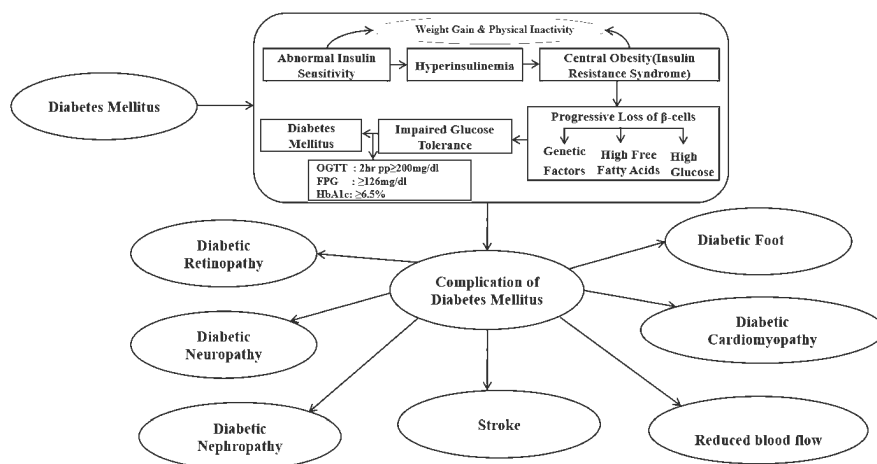 Weight Gain & Physical Inactivity
Abnormal Insulin
Sensitivity
Hyperinsulinemia
Central Obesity(Insulin
Resistance Syndrome)
Diabetes Mellitus
Progressive Loss of β-cells
Genetic
Factors
High Free
Fatty Acids
High
Glucose
Impaired Glucose
Tolerance
Diabetes
Mellitus
OGTT : 2hr pp≥200mg/dl
FPG : ≥126mg/dl
HbA1c: ≥6.5%
Diabetic
Retinopathy
Complication of
Diabetes Mellitus
Diabetic Foot
Diabetic
Neuropathy
Diabetic
Cardiomyopathy
Diabetic
Nephropathy
Stroke
Reduced blood flow